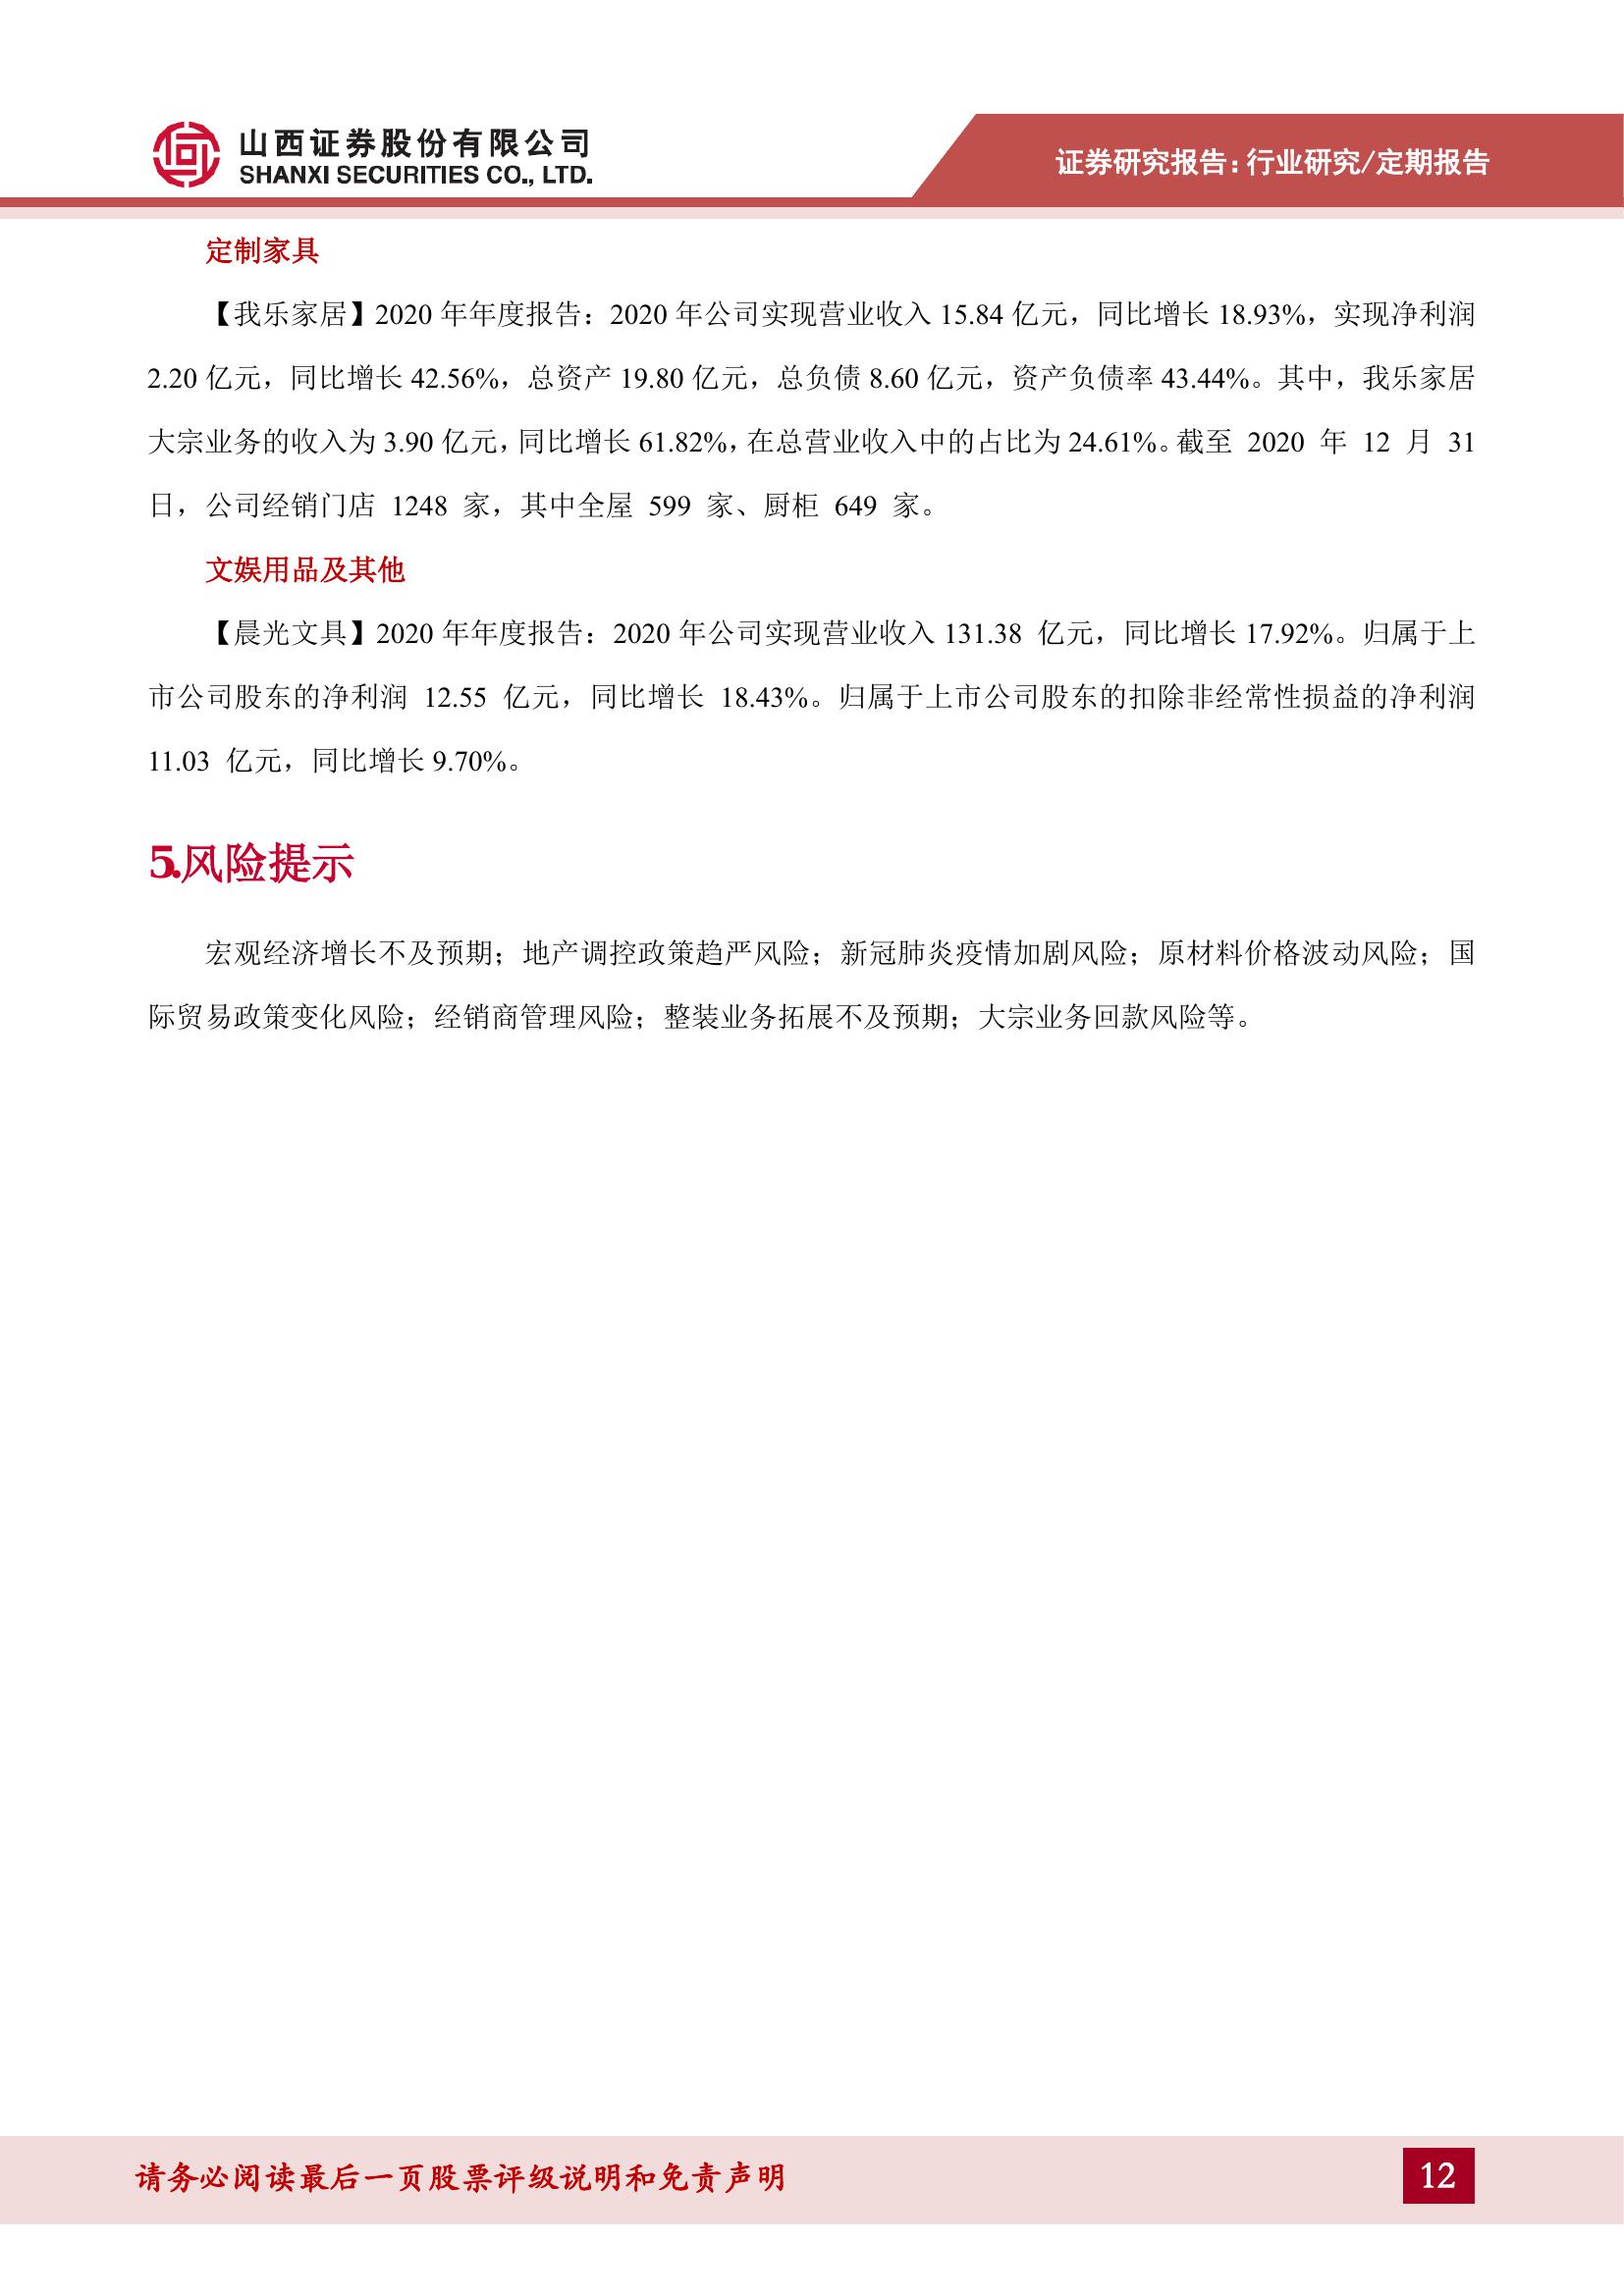 山西证券股份有限公司
SHANXI SECURITIES CO., LTD.
证券研究报告：行业研究/定期报告
定制家具
【我乐家居】2020 年年度报告：2020 年公司实现营业收入 15.84 亿元，同比增长 18.93%，实现净利润
2.20 亿元，同比增长 42.56%，总资产 19.80 亿元，总负债 8.60 亿元，资产负债率 43.44%。其中，我乐家居
大宗业务的收入为 3.90 亿元，同比增长 61.82%，在总营业收入中的占比为 24.61%。截至 2020 年 12 月 31
日，公司经销门店 1248 家，其中全屋 599 家、厨柜 649 家。
文娱用品及其他
【晨光文具】2020 年年度报告：2020 年公司实现营业收入 131.38 亿元，同比增长 17.92%。归属于上
市公司股东的净利润 12.55 亿元，同比增长 18.43%。归属于上市公司股东的扣除非经常性损益的净利润
11.03 亿元，同比增长 9.70%。
5.风险提示
宏观经济增长不及预期；地产调控政策趋严风险；新冠肺炎疫情加剧风险；原材料价格波动风险；国
际贸易政策变化风险；经销商管理风险；整装业务拓展不及预期；大宗业务回款风险等。
请务必阅读最后一页股票评级说明和免责声明
12